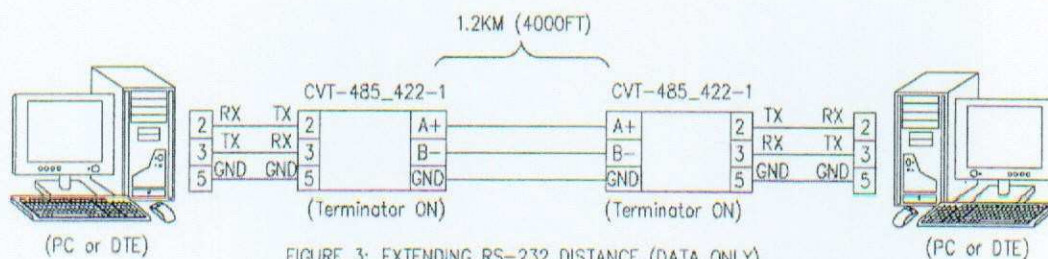 1.2KM (4000FT)
CVT-485_422-1
CVT-485_422-1
2 RX TX 2 A+
3 TX RX 3 B-
5 GND GND 5 GND
A+ 2 TX RX 2
B- 3 RX TX 3
GND 5 GND GND 5
(Terminator ON)
(Terminator ON)
(PC or DTE)
(PC or DTE)
FIGURE 3: EXTENDING RS-232 DISTANCE (DATA ONLY)